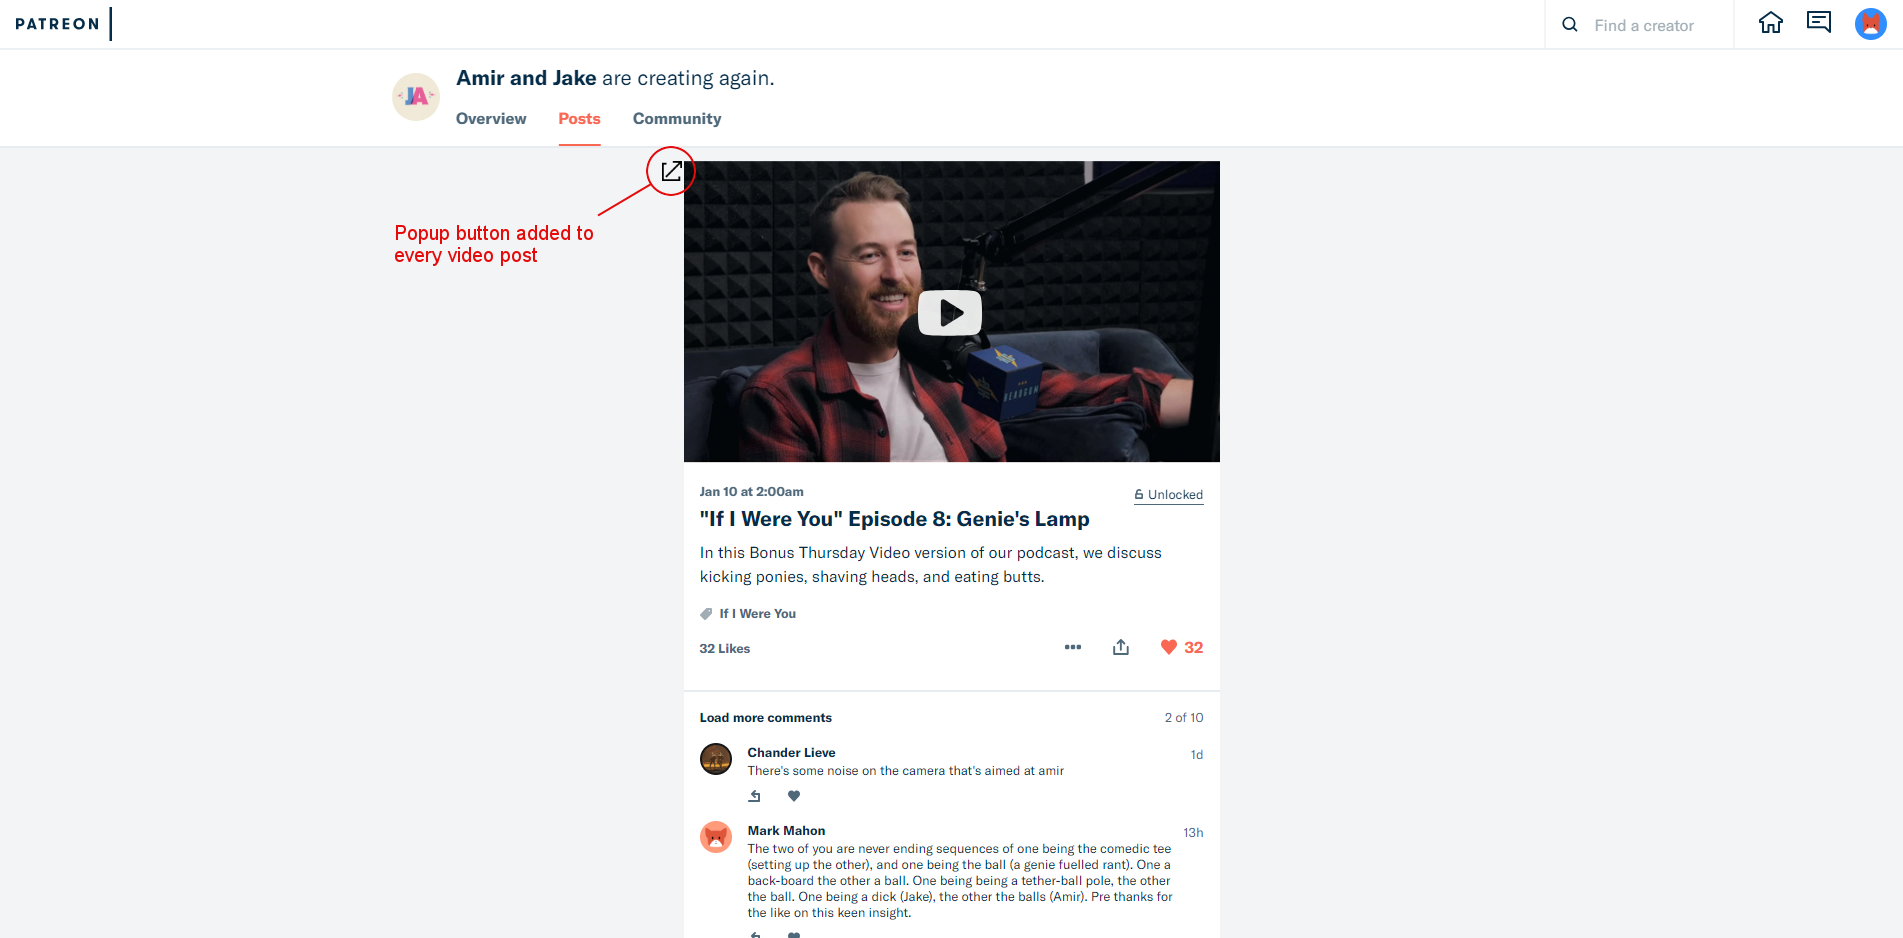 PATREON
Find a creator
Amir and Jake are creating again.
JA
Overview Posts Community
Popup button added to
every video post
HEADGUM
Jan 10 at 2:00am
Unlocked
"If I Were You" Episode 8: Genie's Lamp
In this Bonus Thursday Video version of our podcast, we discuss
kicking ponies, shaving heads, and eating butts.
If I Were You
32 Likes
32
Load more comments
2 of 10
Chander Lieve
1d
There's some noise on the camera that's aimed at amir
Mark Mahon
13h
The two of you are never ending sequences of one being the comedic tee
(setting up the other), and one being the ball (a genie fuelled rant). One a
back-board the other a ball. One being being a tether-ball pole, the other
the ball. One being a dick (Jake), the other the balls (Amir). Pre thanks for
the like on this keen insight.